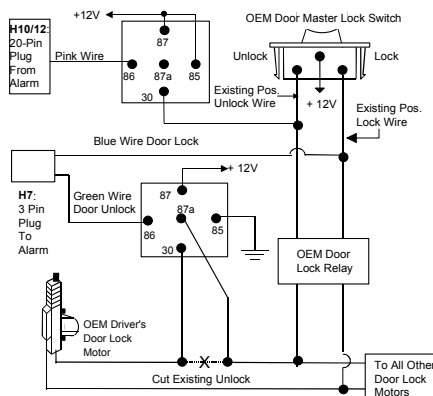 H10/12:
20-Pin
Plug
From
Alarm
+12V
87
Pink Wire
86
87a
85
30
OEM Door Master Lock Switch
Unlock
Lock
+ 12V
Existing Pos.
Unlock Wire
Existing Pos.
Lock Wire
Blue Wire Door Lock
H7:
3 Pin
Plug
To
Alarm
Green Wire
Door Unlock
+ 12V
87
87a
86
85
30
OEM Door
Lock Relay
OEM Driver's
Door Lock
Motor
X
Cut Existing Unlock
To All Other
Door Lock
Motors